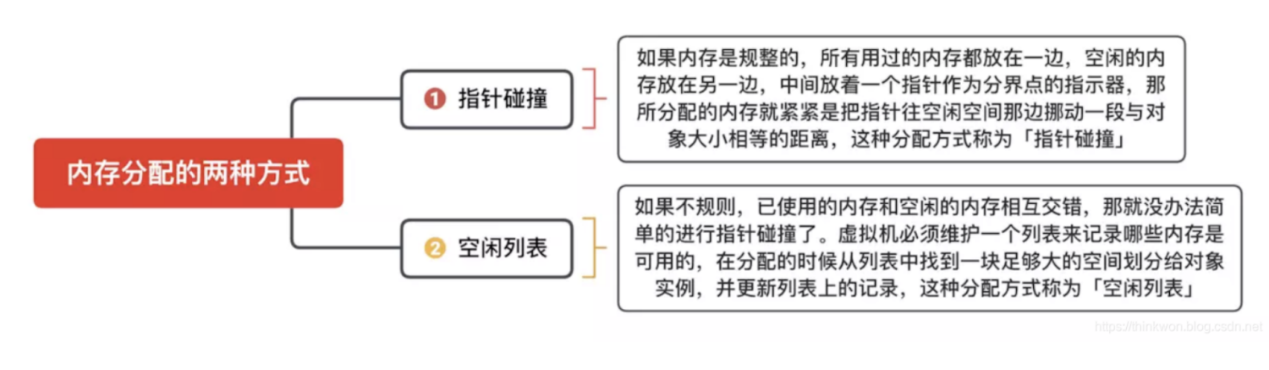 内存分配的两种方式
1 指针碰撞
如果内存是规整的，所有用过的内存都放在一边，空闲的内
存放在另一边，中间放着一个指针作为分界点的指示器，那
所分配的内存就紧紧是把指针往空闲空间那边挪动一段与对
象大小相等的距离，这种分配方式称为「指针碰撞」
2 空闲列表
如果不规则，已使用的内存和空闲的内存相互交错，那就没办法简
单的进行指针碰撞了。虚拟机必须维护一个列表来记录哪些内存是
可用的，在分配的时候从列表中找到一块足够大的空间划分给对象
实例，并更新列表上的记录，这种分配方式称为「空闲列表」
https://thinkwon.blog.csdn.net